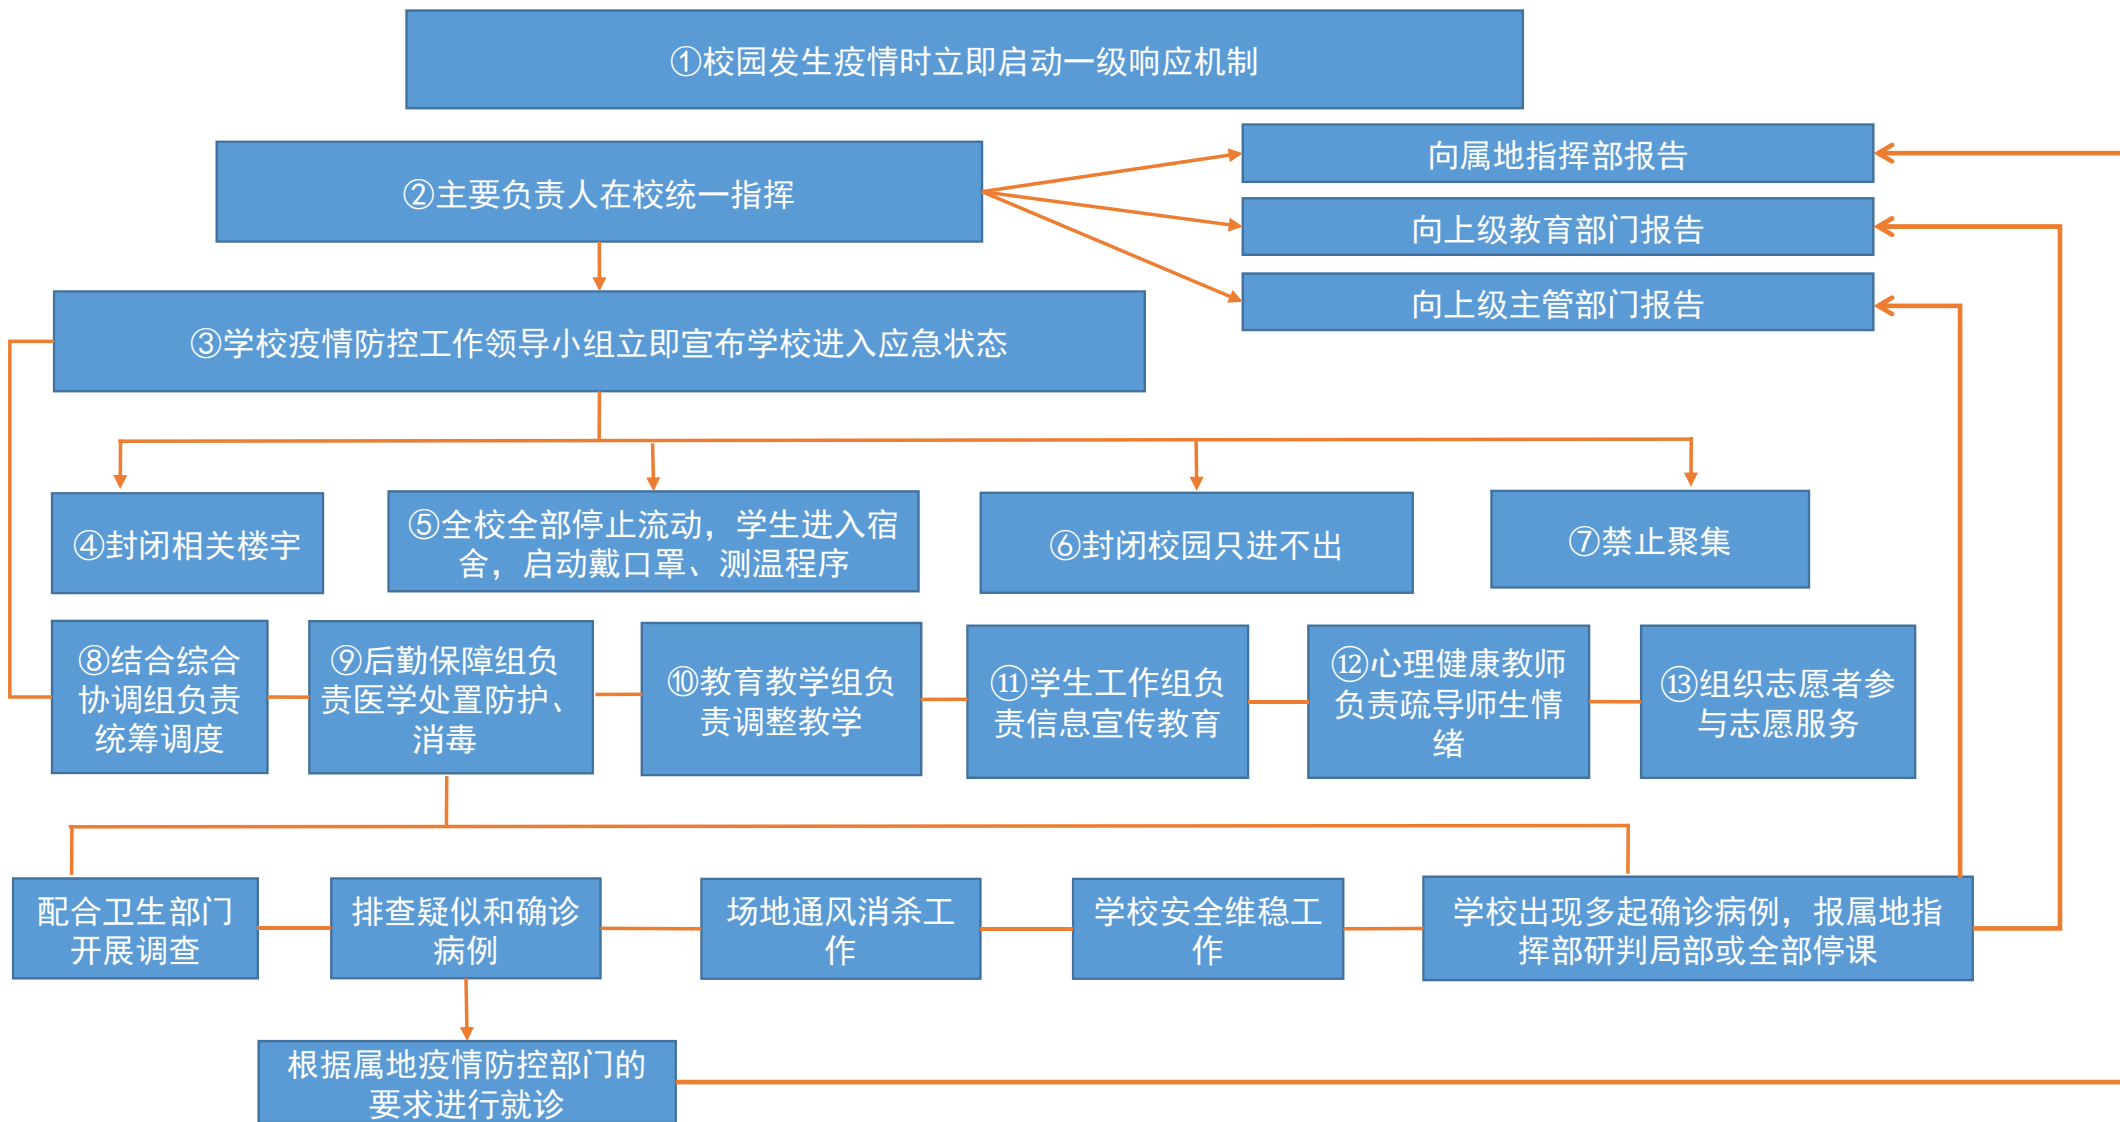 ①校园发生疫情时立即启动一级响应机制
②主要负责人在校统一指挥
向属地指挥部报告
向上级教育部门报告
向上级主管部门报告
③学校疫情防控工作领导小组立即宣布学校进入应急状态
④封闭相关楼宇
⑤全校全部停止流动，学生进入宿
舍，启动戴口罩、测温程序
⑥封闭校园只进不出
⑦禁止聚集
⑧结合综合
协调组负责
统筹调度
⑨后勤保障组负
责医学处置防护、
消毒
⑩教育教学组负
责调整教学
⑪学生工作组负
责信息宣传教育
⑫心理健康教师
负责疏导师生情
绪
⑬组织志愿者参
与志愿服务
配合卫生部门
开展调查
排查疑似和确诊
病例
场地通风消杀工
作
学校安全维稳工
作
学校出现多起确诊病例，报属地指
挥部研判局部或全部停课
根据属地疫情防控部门的
要求进行就诊